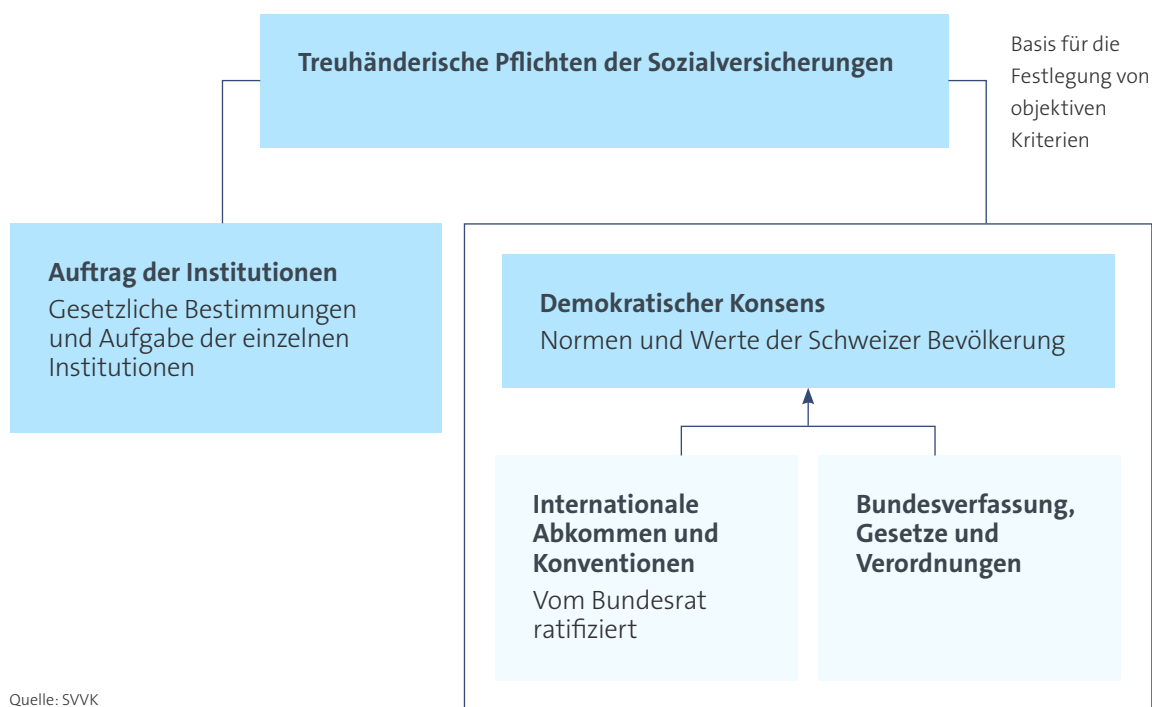 Treuhänderische Pflichten der Sozialversicherungen
Basis für die
Festlegung von
objektiven
Kriterien
Auftrag der Institutionen
Gesetzliche Bestimmungen
und Aufgabe der einzelnen
Institutionen
Demokratischer Konsens
Normen und Werte der Schweizer Bevölkerung
Internationale
Abkommen und
Konventionen
Vom Bundesrat
ratifiziert
Bundesverfassung,
Gesetze und
Verordnungen
Quelle: SVVK